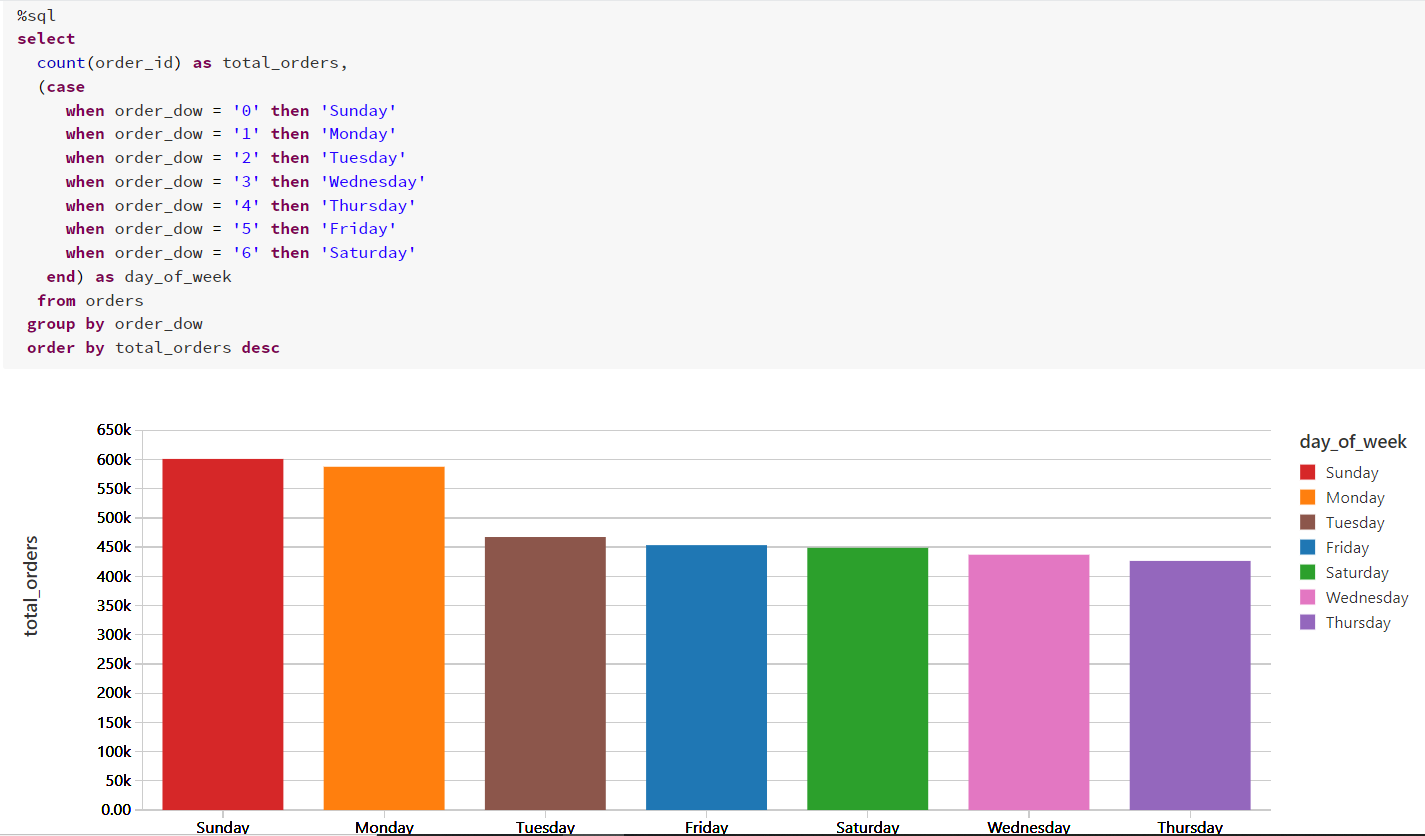 %sql
select
count(order_id) as total_orders,
(case
when order_dow = '0' then 'Sunday'
when order_dow = '1' then 'Monday'
when order_dow = '2' then 'Tuesday'
when order_dow = '3' then 'Wednesday'
when order_dow = '4' then 'Thursday'
when order_dow = '5' then 'Friday'
when order_dow = '6' then 'Saturday'
end) as day_of_week
from orders
group by order_dow
order by total_orders desc
total_orders
650k
600k
550k
500k
450k
400k
350k
300k
250k
200k
150k
100k
50k
0.00
Sunday Monday Tuesday Friday Saturday Wednesday Thursday
day_of_week
Sunday
Monday
Tuesday
Friday
Saturday
Wednesday
Thursday